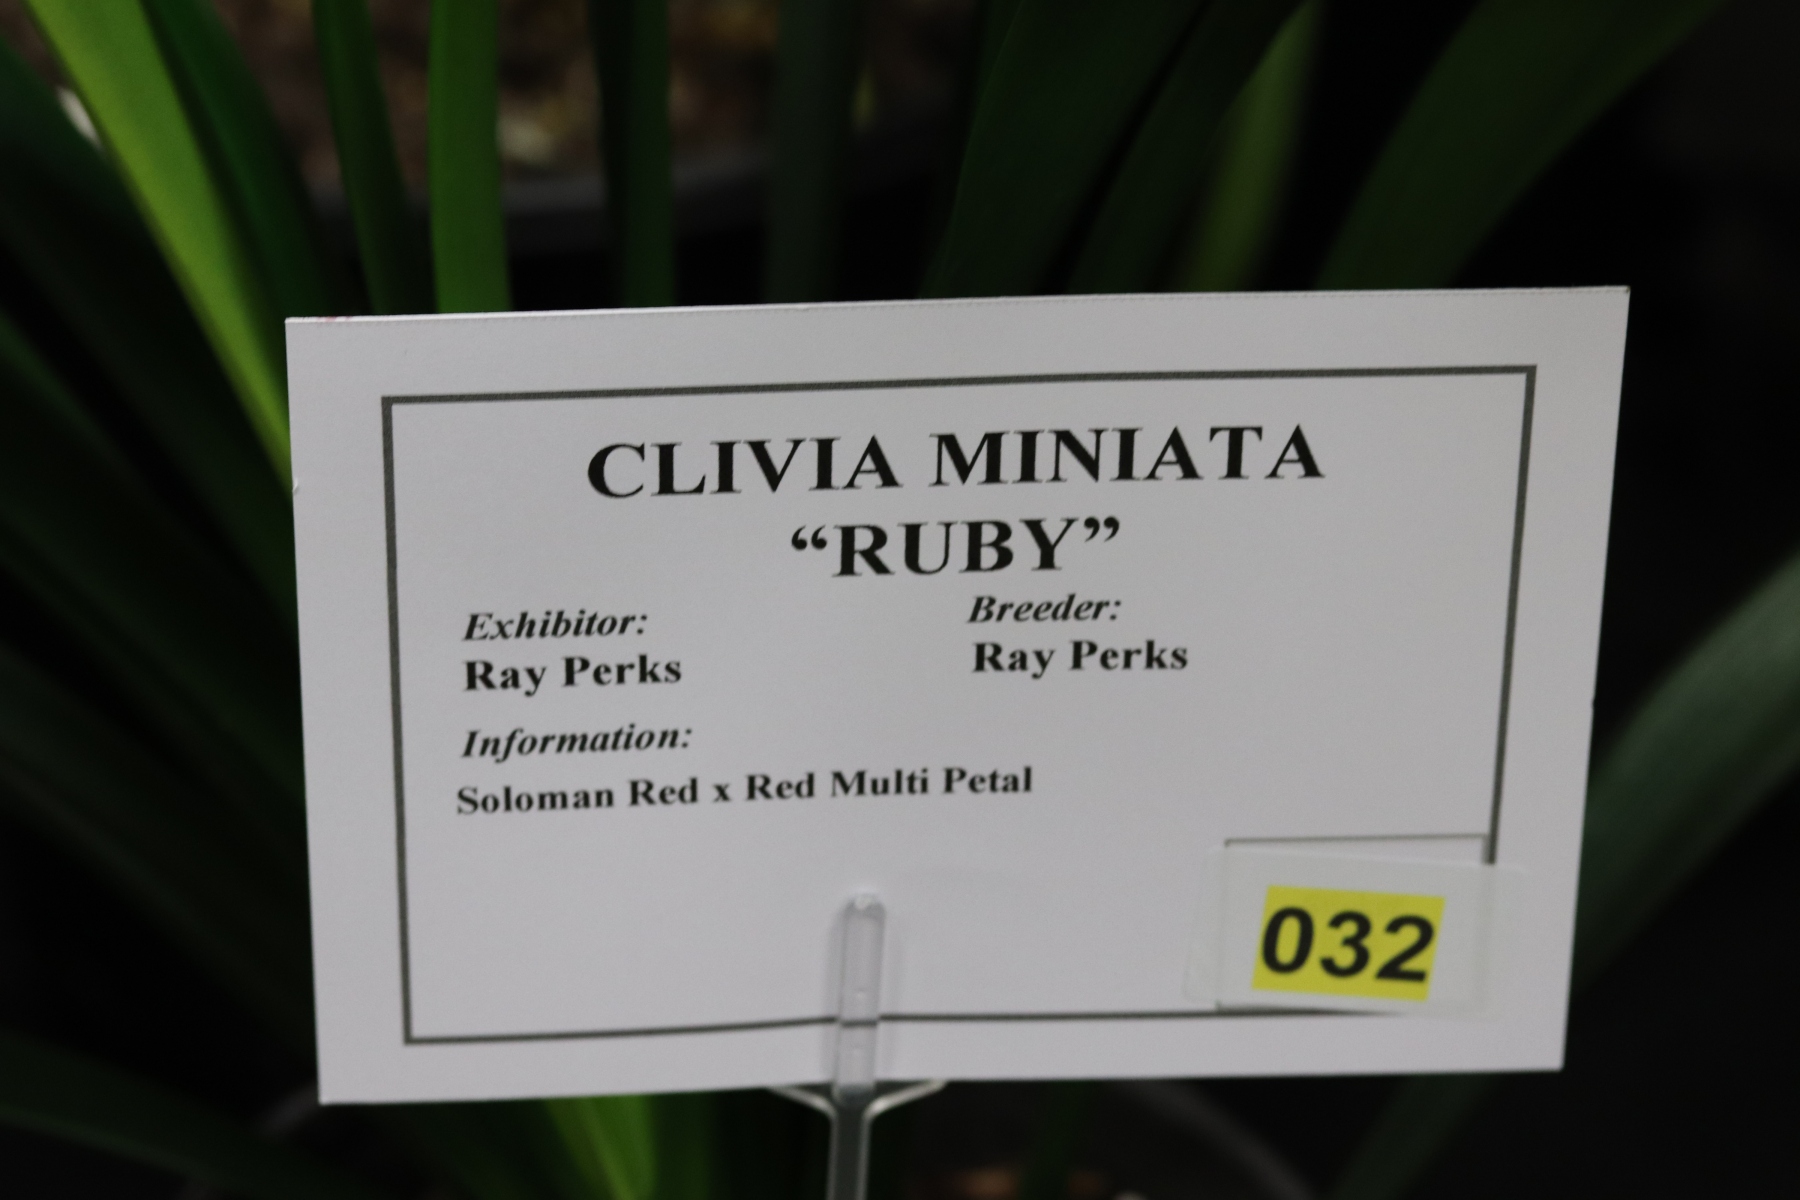 CLIVIA MINIATA
“RUBY”
Exhibitor:
Ray Perks
Breeder:
Ray Perks
Information:
Soloman Red x Red Multi Petal
032